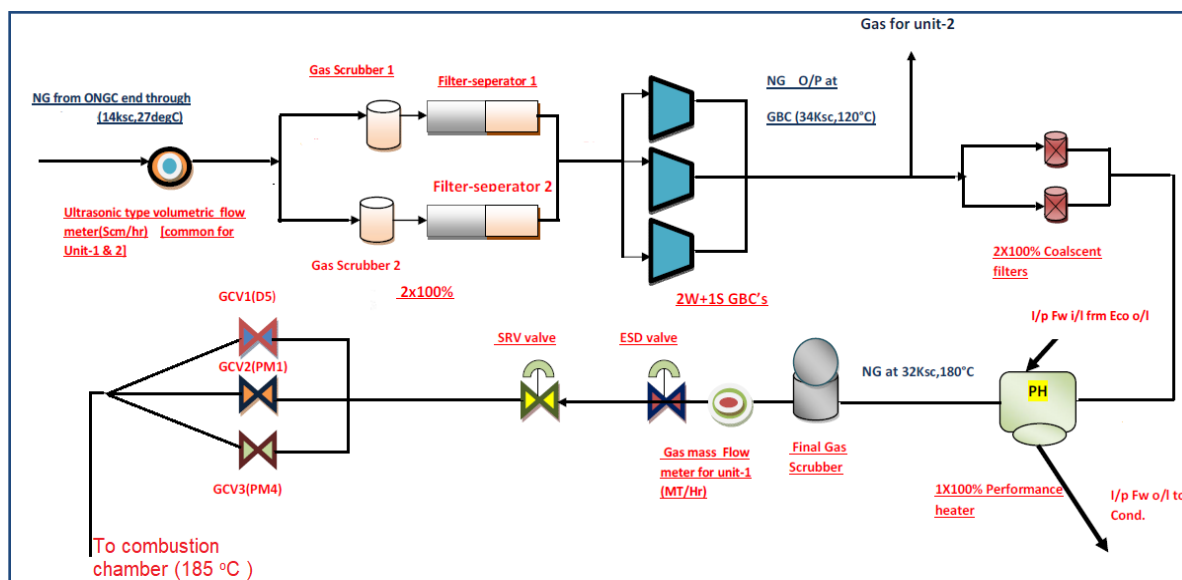 Gas for unit-2
Gas Scrubber 1
Filter-seperator 1
NG from ONGC end through
(14ksc,27degC)
NG O/P at
GBC (34Ksc,120°C)
Filter-seperator 2
Ultrasonic type volumetric flow
meter(Scm/hr) [common for
Unit-1 & 2]
Gas Scrubber 2
2x100%
2W+1S GBC's
2X100% Coalscent
filters
GCV1(D5)
GCV2(PM1)
GCV3(PM4)
SRV valve
ESD valve
NG at 32Ksc,180°C
I/p Fw i/l frm Eco o/l
PH
Gas mass Flow
meter for unit-1
(MT/Hr)
Final Gas
Scrubber
1X100% Performance
heater
I/p Fw o/l to
Cond.
To combustion
chamber (185 °C )